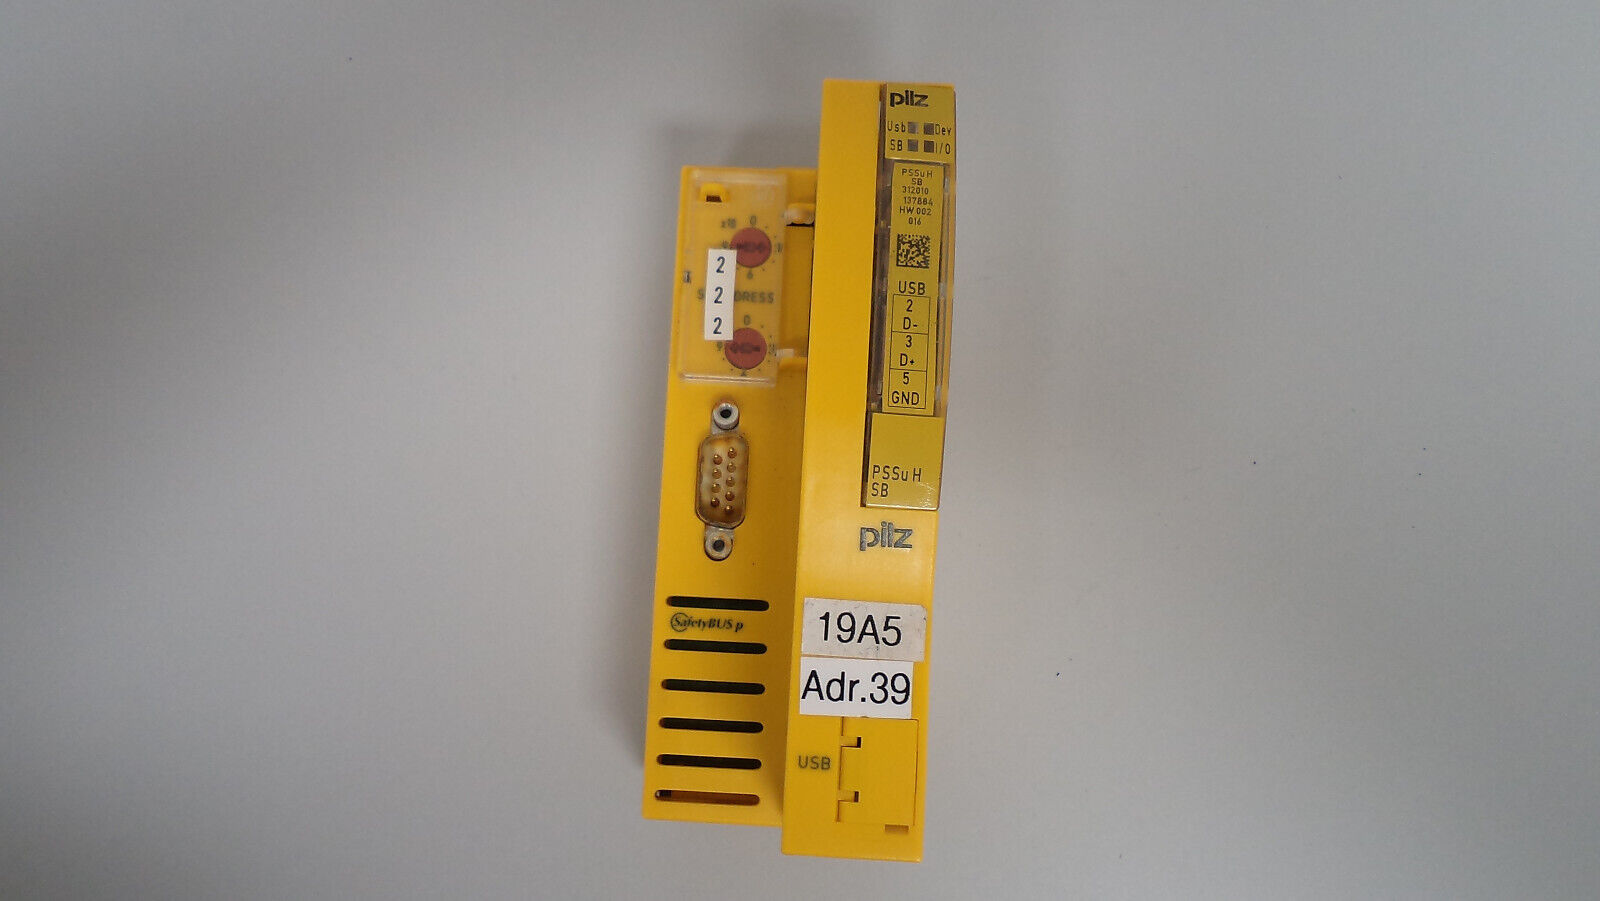 pilz
Usb Dev
SB I/O
PSSu H
SB
312010
137884
HW 002
016
USB
2
D-
3
D+
5
GND
PSSu H
SB
pilz
19A5
Adr.39
USB
x10
0
2
2
2
0
9
SafetyBUS p